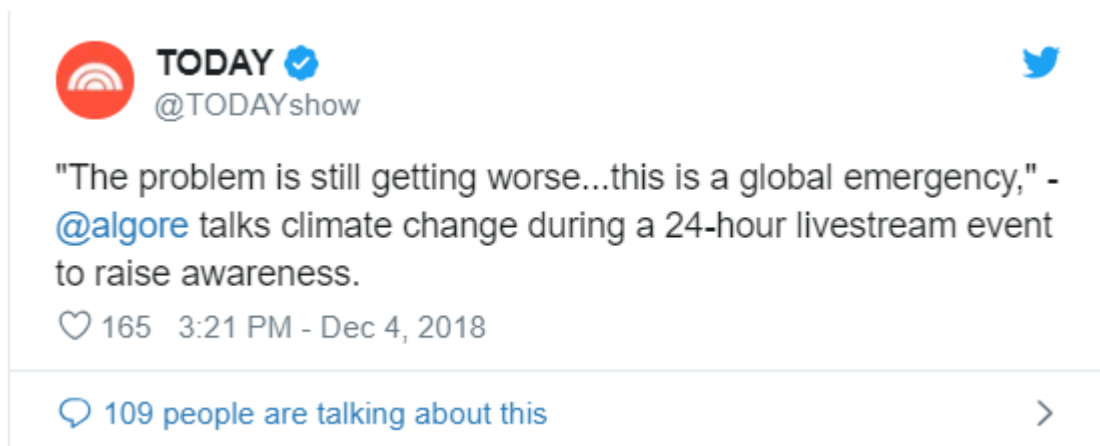 TODAY
@TODAYshow
"The problem is still getting worse...this is a global emergency," -
@algore talks climate change during a 24-hour livestream event
to raise awareness.
165 3:21 PM - Dec 4, 2018
109 people are talking about this